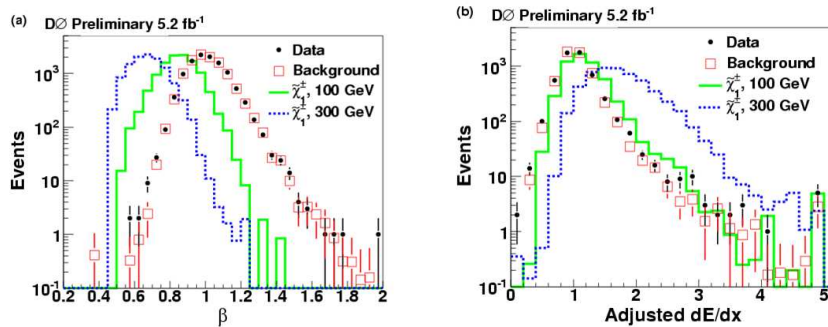 (a) DØ Preliminary 5.2 fb⁻¹
Events
10³
10²
10
1
10⁻¹
Data
Background
χ̃₁±, 100 GeV
χ̃₁±, 300 GeV
0.2 0.4 0.6 0.8 1 1.2 1.4 1.6 1.8 2
β
(b) DØ Preliminary 5.2 fb⁻¹
Events
10³
10²
10
1
10⁻¹
Data
Background
χ̃₁±, 100 GeV
χ̃₁±, 300 GeV
0 1 2 3 4 5
Adjusted dE/dx